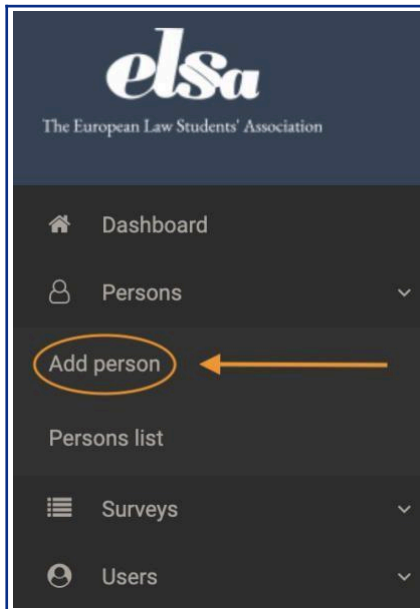 elsa
The European Law Students' Association
Dashboard
Persons
Add person
Persons list
Surveys
Users